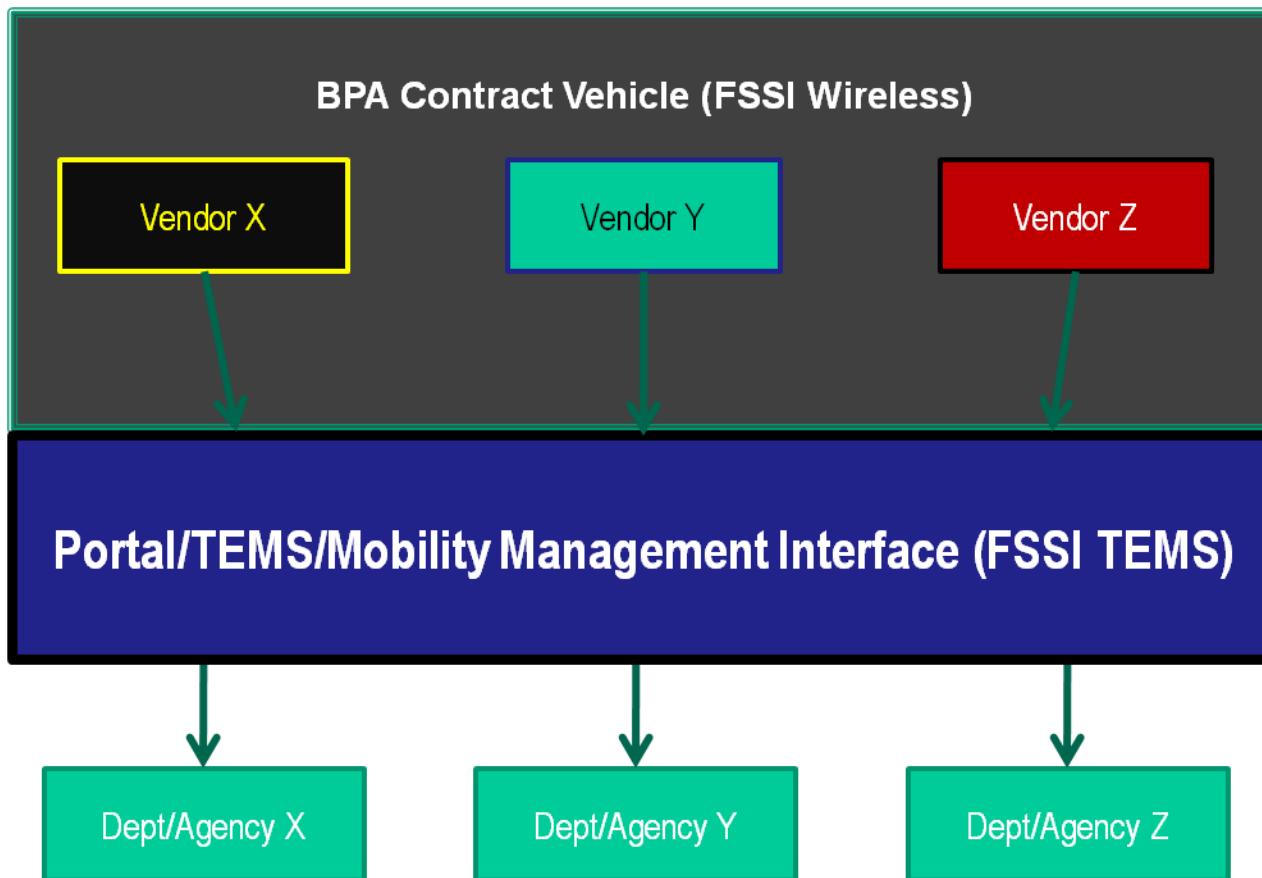 BPA Contract Vehicle (FSSI Wireless)
Vendor X
Vendor Y
Vendor Z
Portal/TEMS/Mobility Management Interface (FSSI TEMS)
Dept/Agency X
Dept/Agency Y
Dept/Agency Z